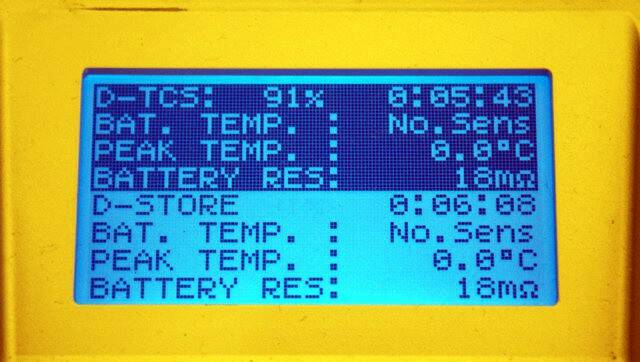 D-TCS: 91% 0:05:43
BAT. TEMP. : No.Sens
PEAK TEMP. : 0.0°C
BATTERY RES: 18mΩ
D-STORE 0:06:08
BAT. TEMP. : No.Sens
PEAK TEMP. : 0.0°C
BATTERY RES: 18mΩ